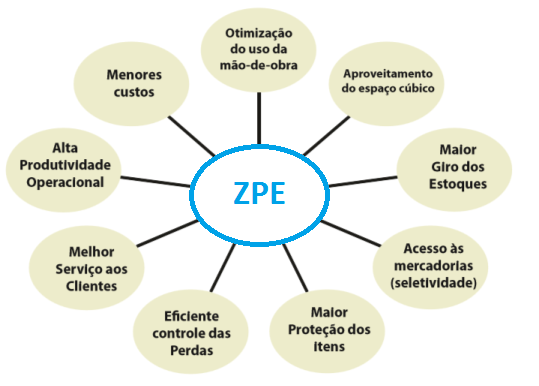 Otimização
do uso da
mão-de-obra
Aproveitamento
do espaço cúbico
Maior
Giro dos
Estoques
Acesso às
mercadorias
(seletividade)
Maior
Proteção dos
itens
Eficiente
controle das
Perdas
Melhor
Serviço aos
Clientes
Alta
Produtividade
Operacional
Menores
custos
ZPE